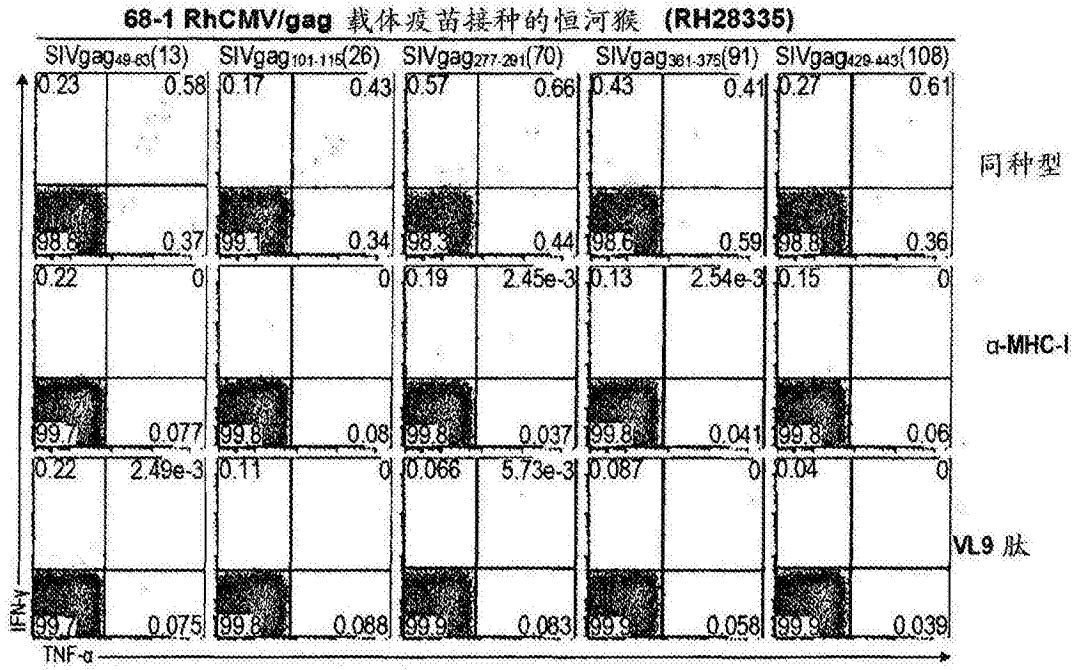 68-1 RhCMV/gag 载体疫苗接种的恒河猴 (RH28335)
SIVgag49-63(13) SIVgag101-115(26) SIVgag277-291(70) SIVgag361-375(91) SIVgag429-443(108)
0.23 0.58 0.17 0.43 0.57 0.66 0.43 0.41 0.27 0.61
同种型
98.8 0.37 99.1 0.34 98.3 0.44 98.6 0.59 98.8 0.36
0.22 0 0 0.19 2.45e-3 0.13 2.54e-3 0.15 0
α-MHC-I
99.7 0.077 99.8 0.08 99.8 0.037 99.8 0.041 99.8 0.06
0.22 2.49e-3 0.11 0 0.066 5.73e-3 0.087 0 0.04 0
VL9 肽
99.7 0.075 99.8 0.088 99.9 0.083 99.9 0.058 99.9 0.039
IFN-γ
TNF-α